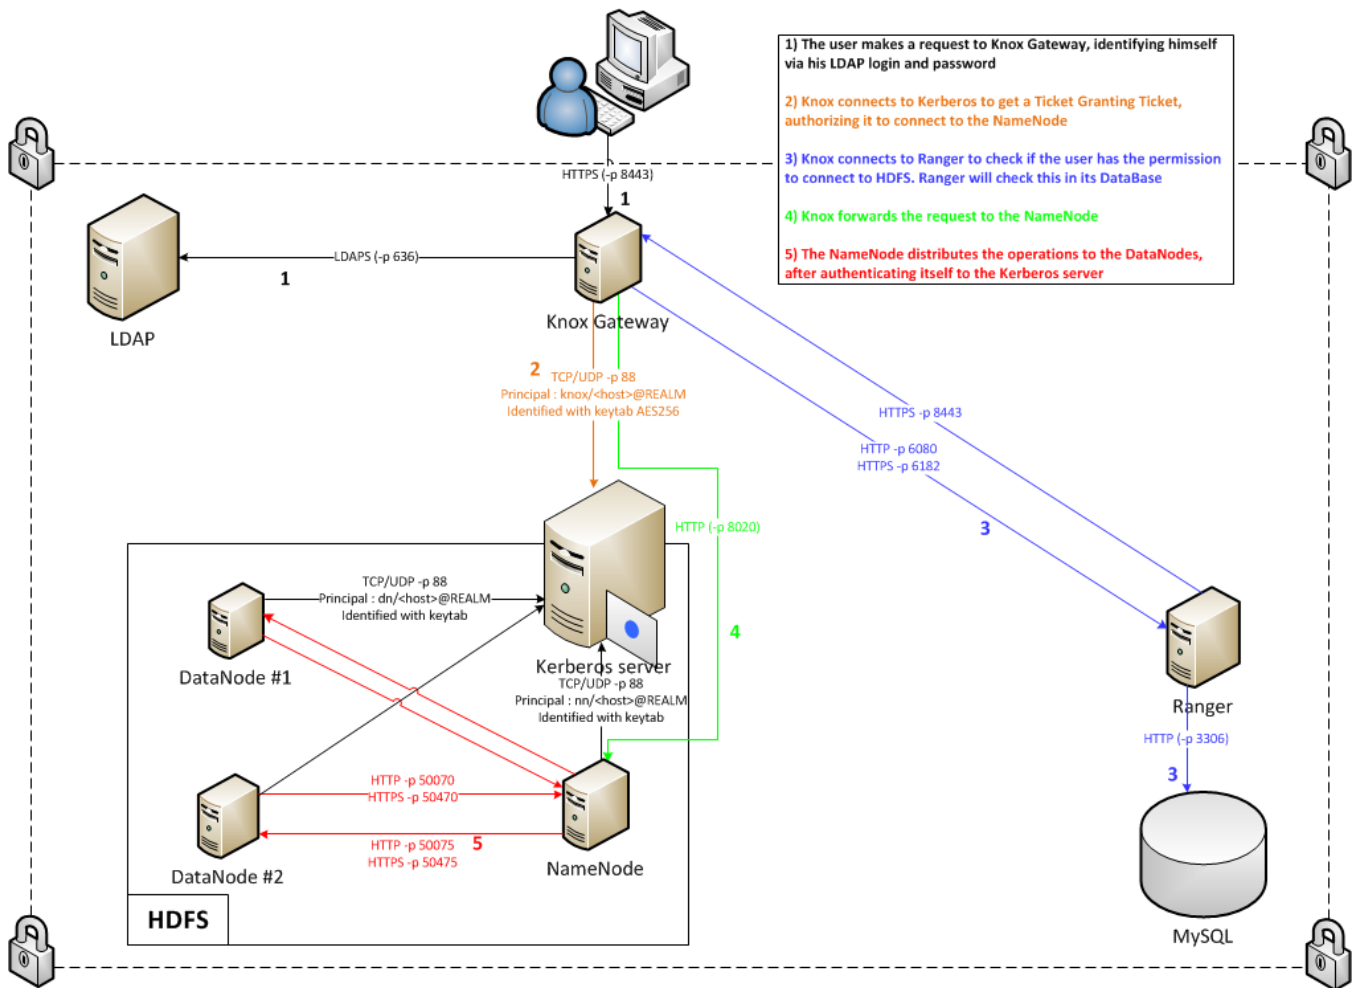 1) The user makes a request to Knox Gateway, identifying himself
via his LDAP login and password
2) Knox connects to Kerberos to get a Ticket Granting Ticket,
authorizing it to connect to the NameNode
3) Knox connects to Ranger to check if the user has the permission
to connect to HDFS. Ranger will check this in its DataBase
4) Knox forwards the request to the NameNode
5) The NameNode distributes the operations to the DataNodes,
after authenticating itself to the Kerberos server
HTTPS (-p 8443)
1
LDAPS (-p 636)
1
LDAP
Knox Gateway
2
TCP/UDP -p 88
Principal : knox/<host>@REALM
Identified with keytab AES256
HTTPS -p 8443
HTTP -p 6080
HTTPS -p 6182
3
HTTP (-p 8020)
4
TCP/UDP -p 88
Principal : dn/<host>@REALM
Identified with keytab
DataNode #1
Kerberos server
TCP/UDP -p 88
Principal : nn/<host>@REALM
Identified with keytab
Ranger
HTTP (-p 3306)
3
HTTP -p 50070
HTTPS -p 50470
HTTP -p 50075
HTTPS -p 50475
5
DataNode #2
NameNode
HDFS
MySQL